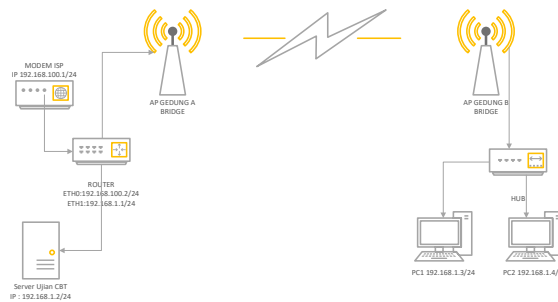 MODEM ISP
IP 192.168.100.1/24
AP GEDUNG A
BRIDGE
AP GEDUNG B
BRIDGE
ROUTER
ETH0:192.168.100.2/24
ETH1:192.168.1.1/24
HUB
Server Ujian CBT
IP : 192.168.1.2/24
PC1 192.168.1.3/24
PC2 192.168.1.4/